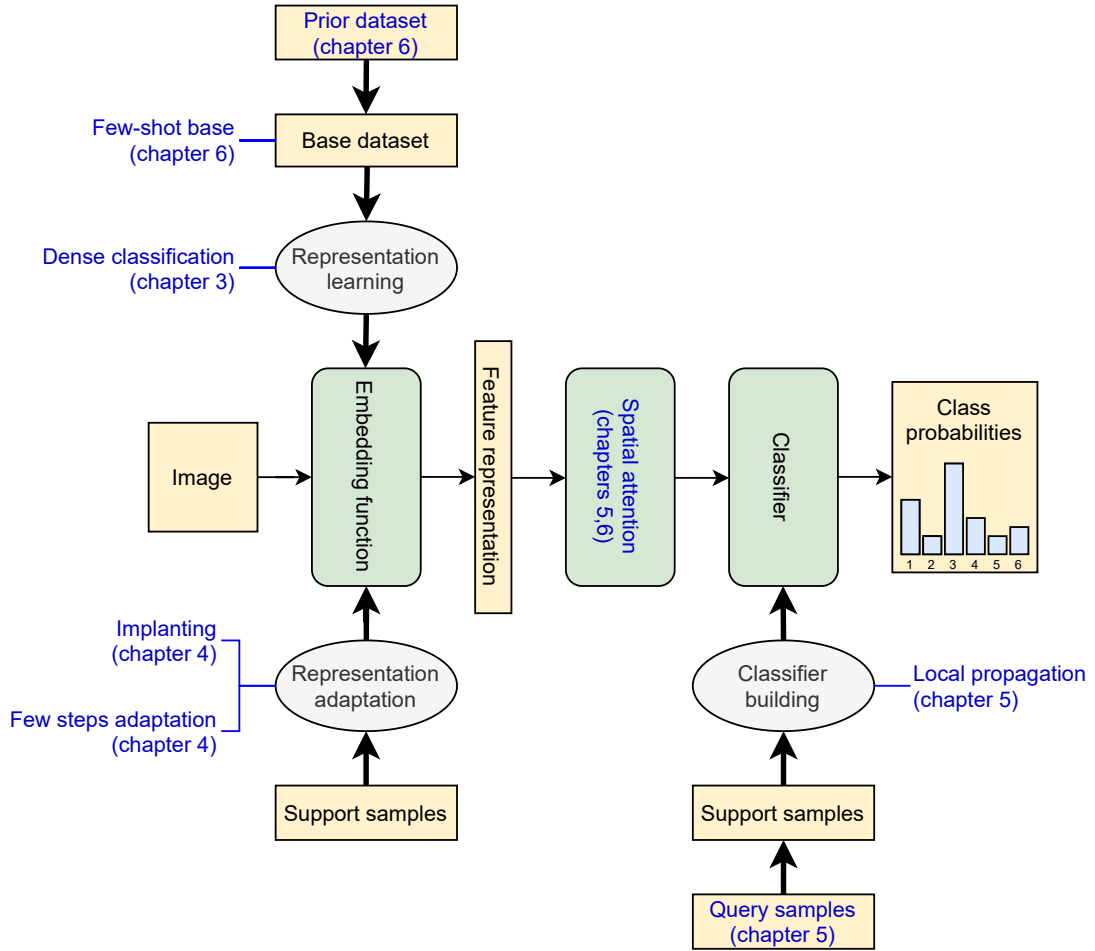 Prior dataset
(chapter 6)
Few-shot base
(chapter 6)
Base dataset
Dense classification
(chapter 3)
Representation
learning
Image
Embedding function
Feature representation
Spatial attention
(chapters 5,6)
Classifier
Class
probabilities
1 2 3 4 5 6
Implanting
(chapter 4)
Few steps adaptation
(chapter 4)
Representation
adaptation
Support samples
Classifier
building
Local propagation
(chapter 5)
Support samples
Query samples
(chapter 5)